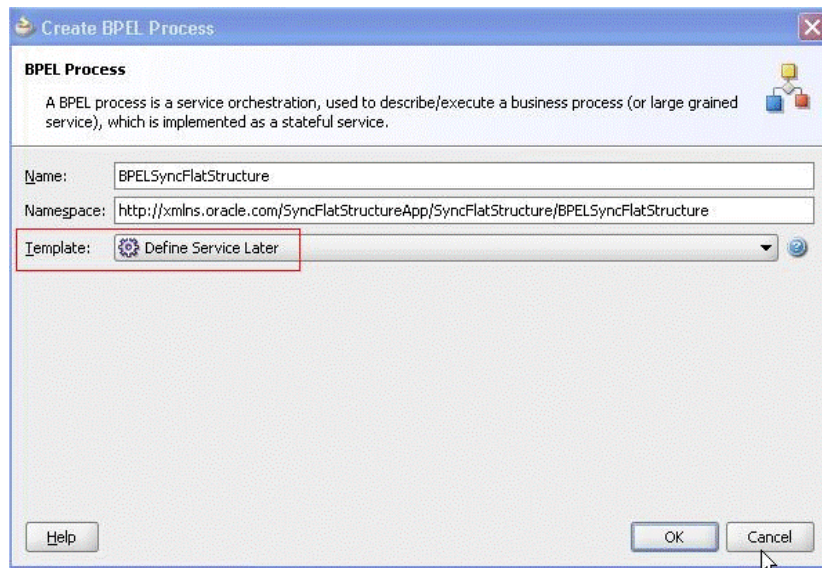 Create BPEL Process
BPEL Process
A BPEL process is a service orchestration, used to describe/execute a business process (or large grained
service), which is implemented as a stateful service.
Name: BPELSyncFlatStructure
Namespace: http://xmlns.oracle.com/SyncFlatStructureApp/SyncFlatStructure/BPELSyncFlatStructure
Template: Define Service Later
Help OK Cancel